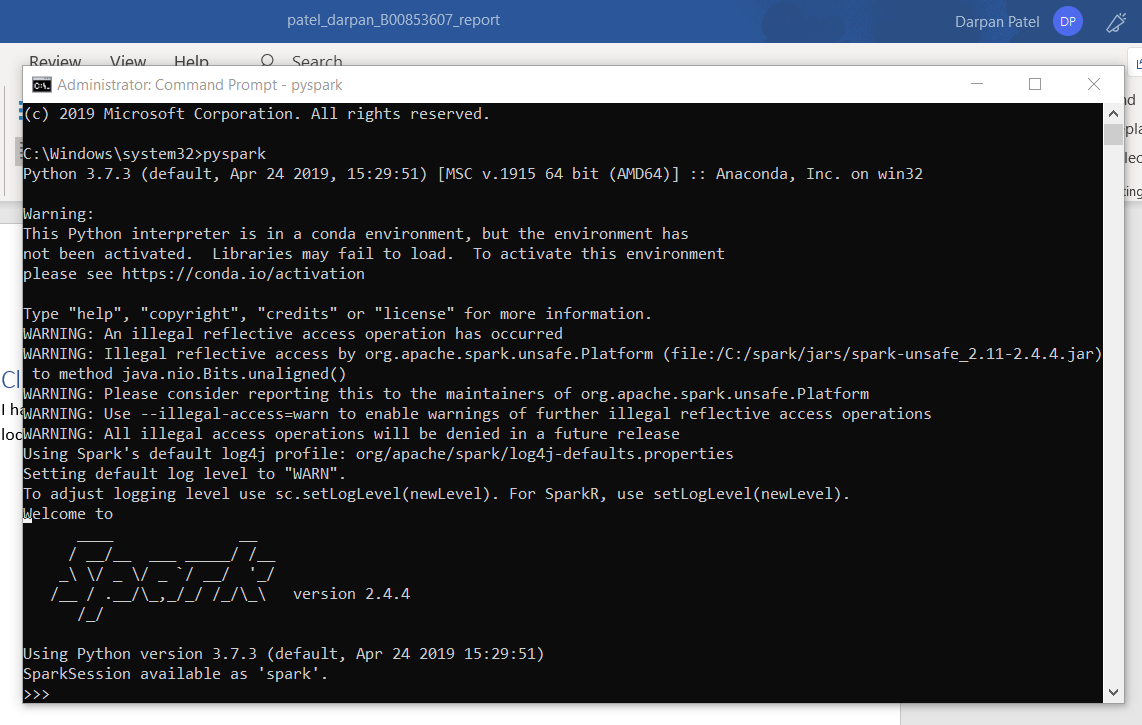 patel_darpan_B00853607_report
Darpan Patel DP
Review View Help Search
Administrator: Command Prompt - pyspark
(c) 2019 Microsoft Corporation. All rights reserved.
C:\Windows\system32>pyspark
Python 3.7.3 (default, Apr 24 2019, 15:29:51) [MSC v.1915 64 bit (AMD64)] :: Anaconda, Inc. on win32
Warning:
This Python interpreter is in a conda environment, but the environment has
not been activated.  Libraries may fail to load.  To activate this environment
please see https://conda.io/activation
Type "help", "copyright", "credits" or "license" for more information.
WARNING: An illegal reflective access operation has occurred
WARNING: Illegal reflective access by org.apache.spark.unsafe.Platform (file:/C:/spark/jars/spark-unsafe_2.11-2.4.4.jar)
to method java.nio.Bits.unaligned()
WARNING: Please consider reporting this to the maintainers of org.apache.spark.unsafe.Platform
WARNING: Use --illegal-access=warn to enable warnings of further illegal reflective access operations
WARNING: All illegal access operations will be denied in a future release
Using Spark's default log4j profile: org/apache/spark/log4j-defaults.properties
Setting default log level to "WARN".
To adjust logging level use sc.setLogLevel(newLevel). For SparkR, use setLogLevel(newLevel).
Welcome to
Spark version 2.4.4
Using Python version 3.7.3 (default, Apr 24 2019 15:29:51)
SparkSession available as 'spark'.
>>>